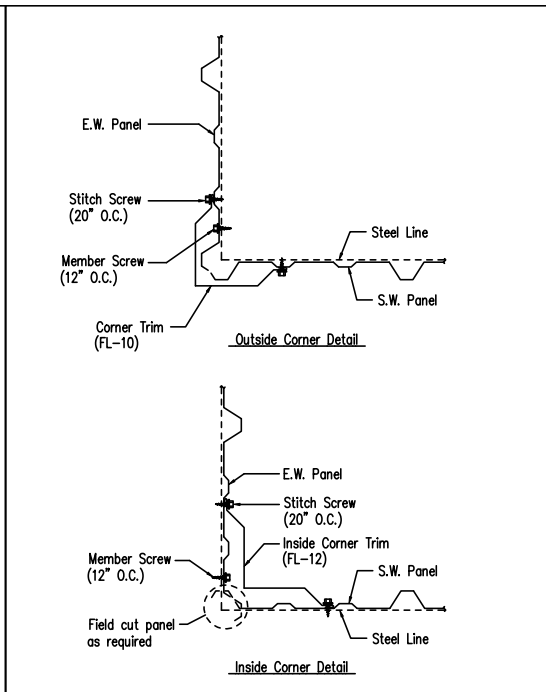 E.W. Panel
Stitch Screw
(20" O.C.)
Member Screw
(12" O.C.)
Steel Line
S.W. Panel
Corner Trim
(FL-10)
Outside Corner Detail
E.W. Panel
Stitch Screw
(20" O.C.)
Inside Corner Trim
(FL-12)
Member Screw
(12" O.C.)
S.W. Panel
Field cut panel
as required
Steel Line
Inside Corner Detail